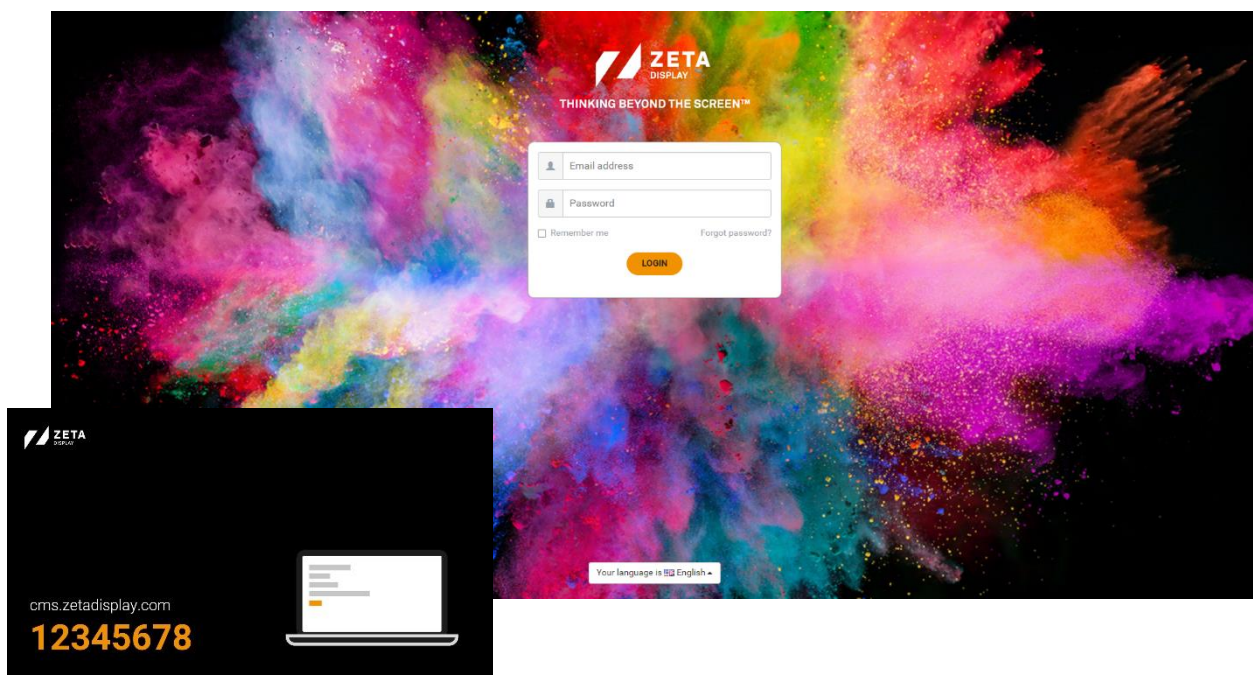 ZETA
DISPLAY
THINKING BEYOND THE SCREEN™
Email address
Password
Remember me
Forgot password?
LOGIN
Your language is English
ZETA
DISPLAY
cms.zetadisplay.com
12345678